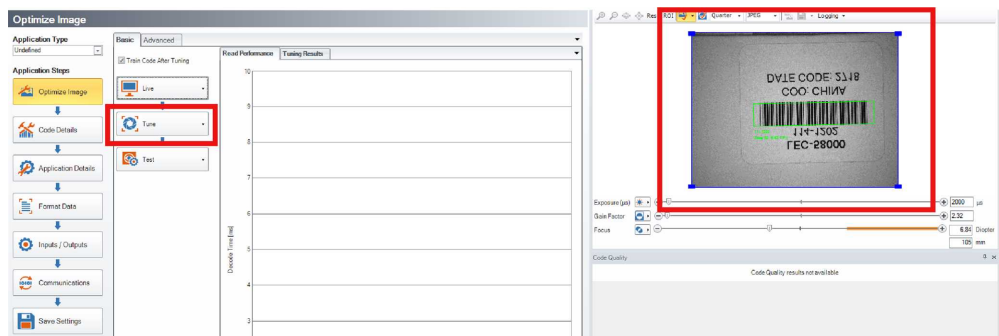 Optimize Image
Application Type
Undefined
Application Steps
Optimize Image
Code Details
Application Details
Format Data
Inputs / Outputs
Communications
Save Settings
Basic
Advanced
Train Code After Tuning
Live
Tune
Test
Read Performance
Tuning Results
10
9
8
7
6
5
4
3
Decode Time [ms]
ROI
Quarter
JPEG
Logging
DATE CODE: 2718
COO: CHINA
114-1202
LEC-58000
Exposure (µs)
2000 µs
Gain Factor
2.32
Focus
6.84 Diopter
105 mm
Code Quality
Code Quality results not available